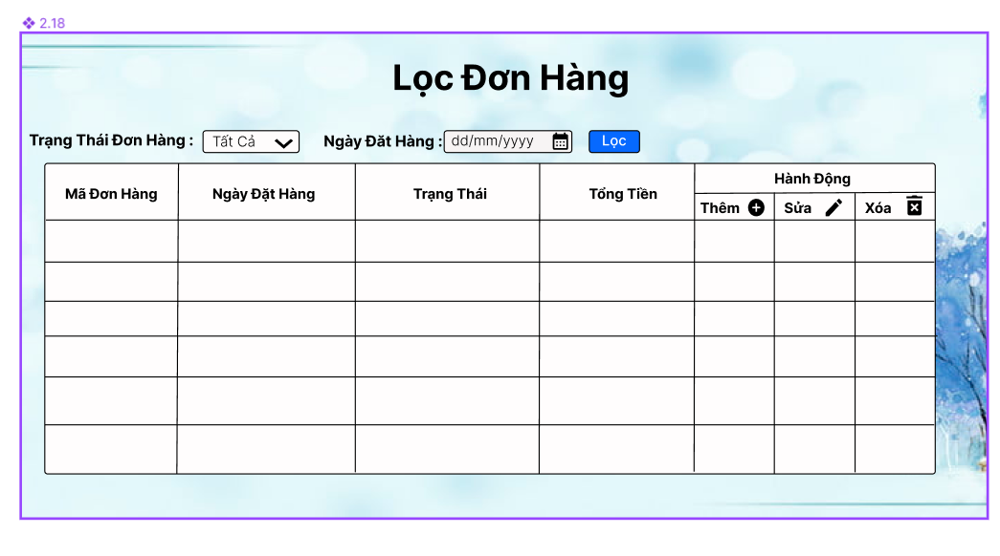 2.18
Lọc Đơn Hàng
Trạng Thái Đơn Hàng : Tất Cả Ngày Đăt Hàng : dd/mm/yyyy Lọc
Mã Đơn Hàng Ngày Đặt Hàng Trạng Thái Tổng Tiền Hành Động
Thêm Sửa Xóa